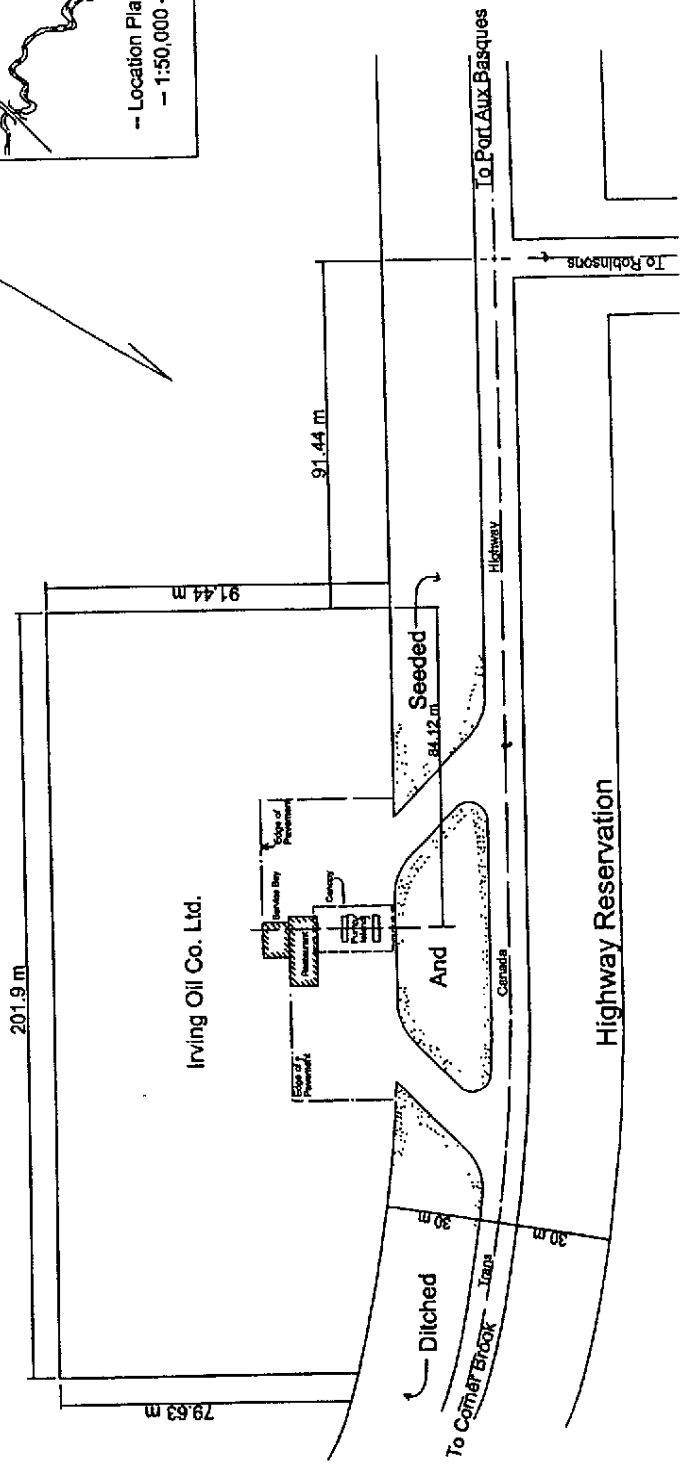 -- Location Pla
– 1:50,000 -
201.9 m
91.44 m
91.44 m
79.63 m
Irving Oil Co. Ltd.
Service Bay
Edge of
Pavement
Restaurant
Canopy
Edge of
Pavement
Seeded
84.12 m
And
Ditched
30 m
30 m
To Corner Brook
Trans
Canada
Highway
To Port Aux Basques
To Robinsons
Highway Reservation